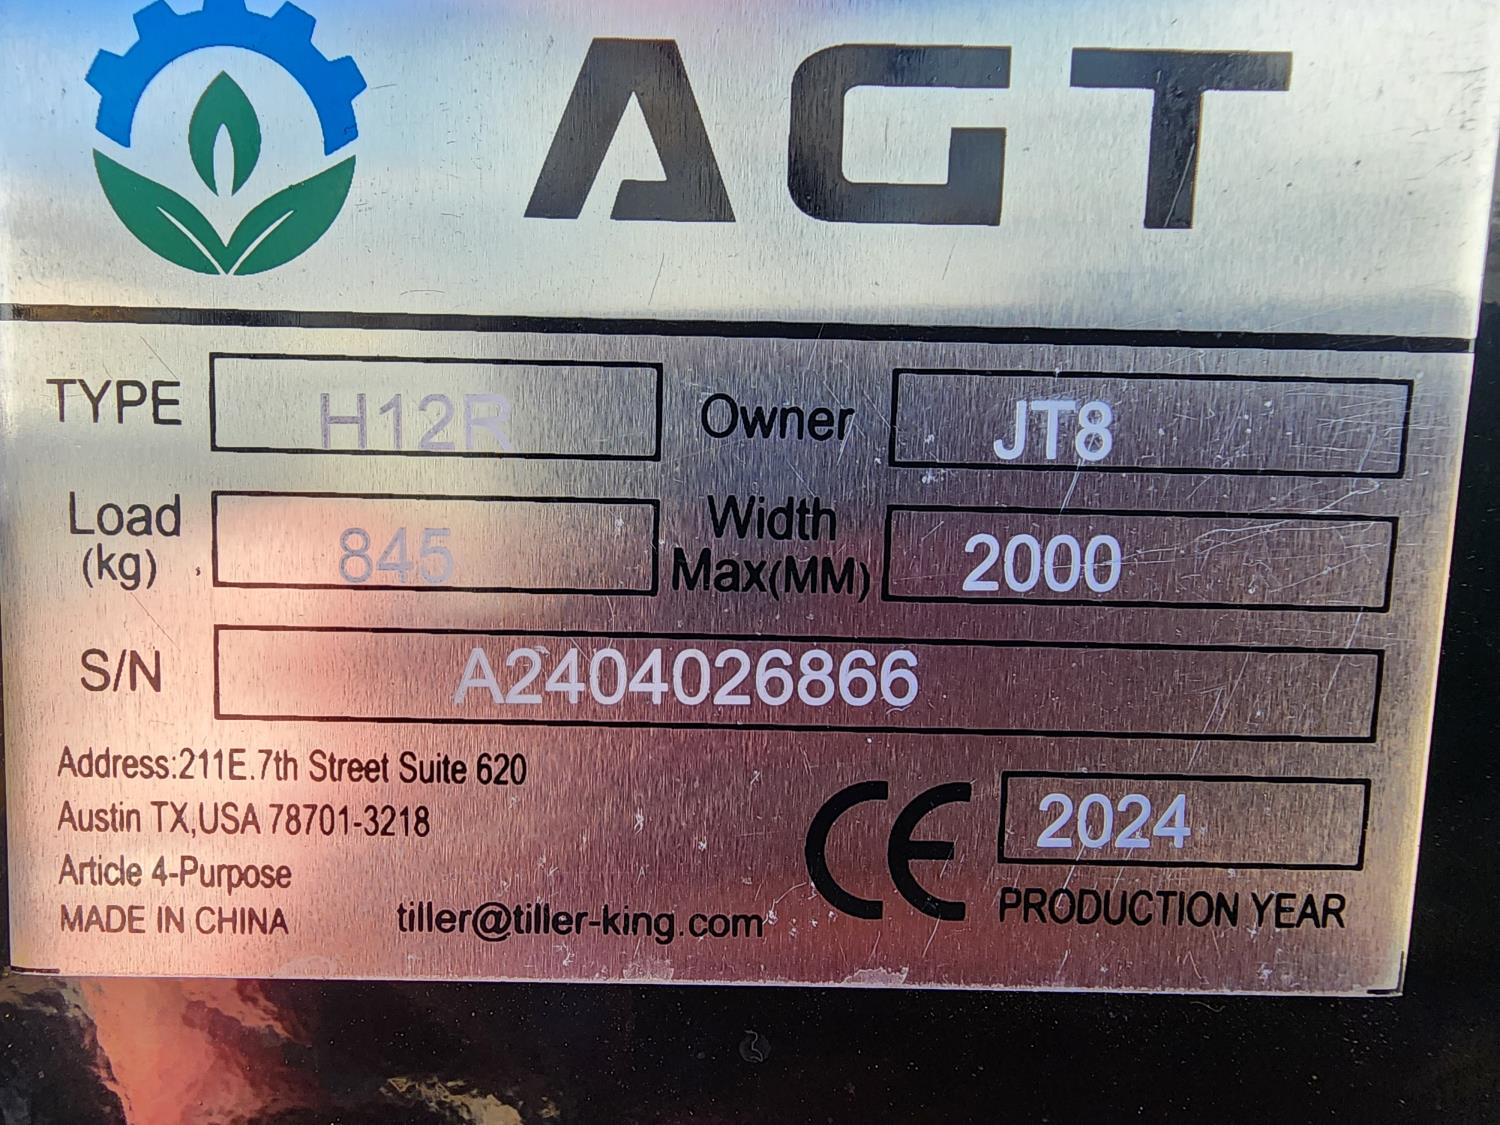 AGT
TYPE H12R Owner JT8
Load (kg) 845 Width Max(MM) 2000
S/N A2404026866
Address:211E.7th Street Suite 620
Austin TX,USA 78701-3218
Article 4-Purpose
MADE IN CHINA tiller@tiller-king.com
CE 2024
PRODUCTION YEAR